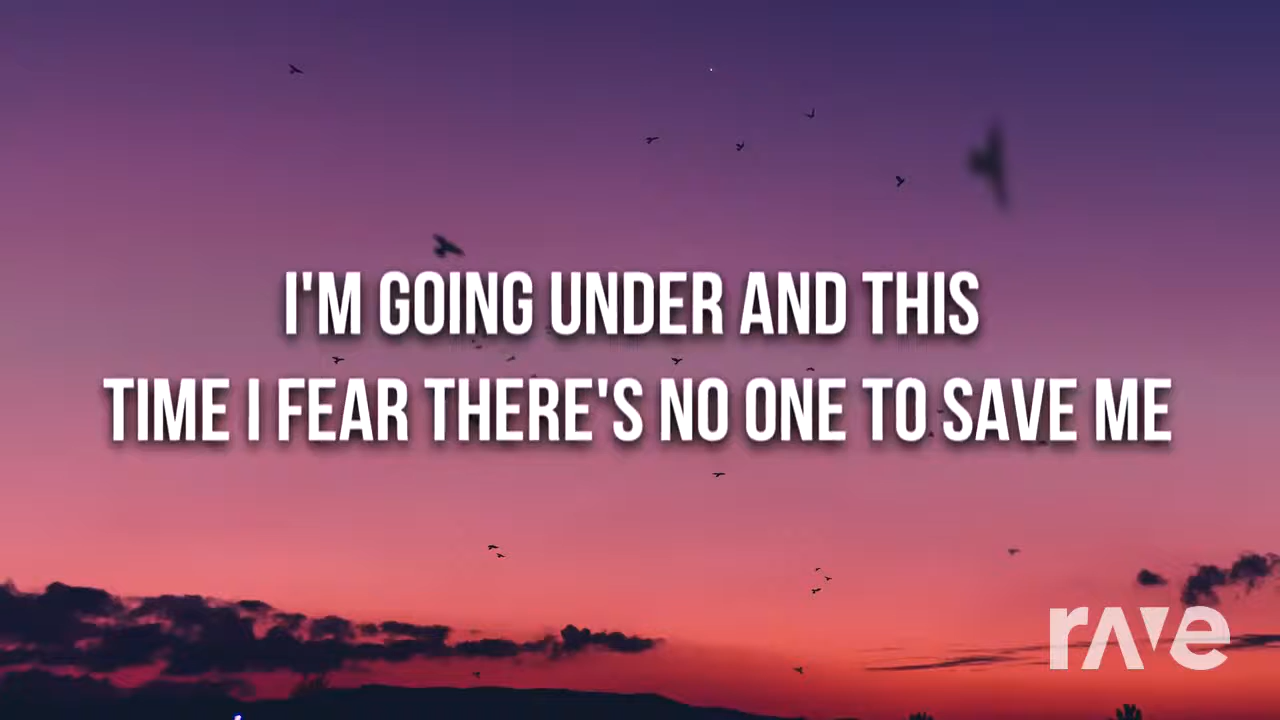 I'M GOING UNDER AND THIS
TIME I FEAR THERE'S NO ONE TO SAVE ME
rave